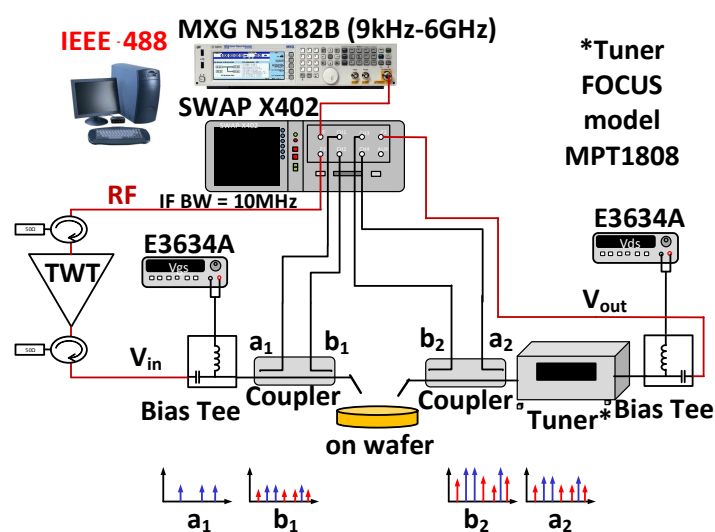 IEEE -488
MXG N5182B (9kHz-6GHz)
*Tuner
FOCUS
model
MPT1808
SWAP X402
SWAP X402
RF
IF BW = 10MHz
E3634A
Vgs
E3634A
Vds
50Ω
TWT
50Ω
Vin
Vout
a1
b1
b2
a2
Bias Tee
Coupler
Coupler
Tuner*
Bias Tee
on wafer
a1
b1
b2
a2